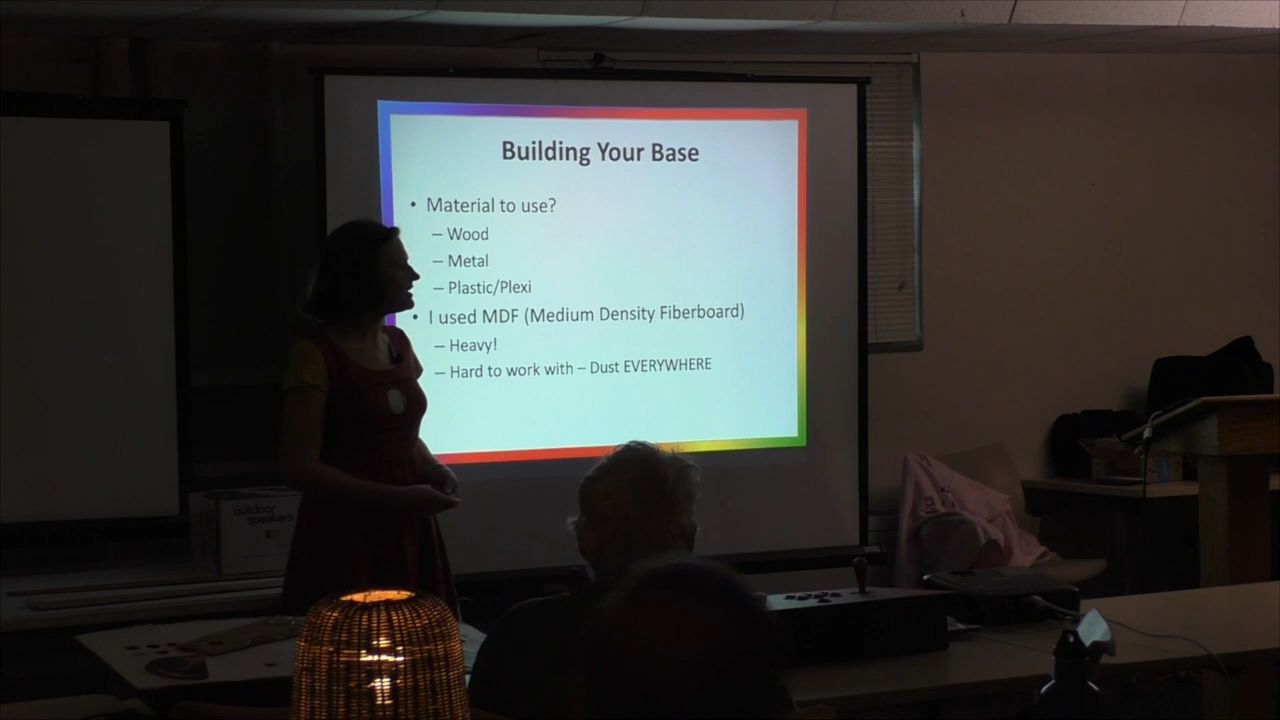 Building Your Base
• Material to use?
– Wood
– Metal
– Plastic/Plexi
• I used MDF (Medium Density Fiberboard)
– Heavy!
– Hard to work with – Dust EVERYWHERE
outdoor
speakers